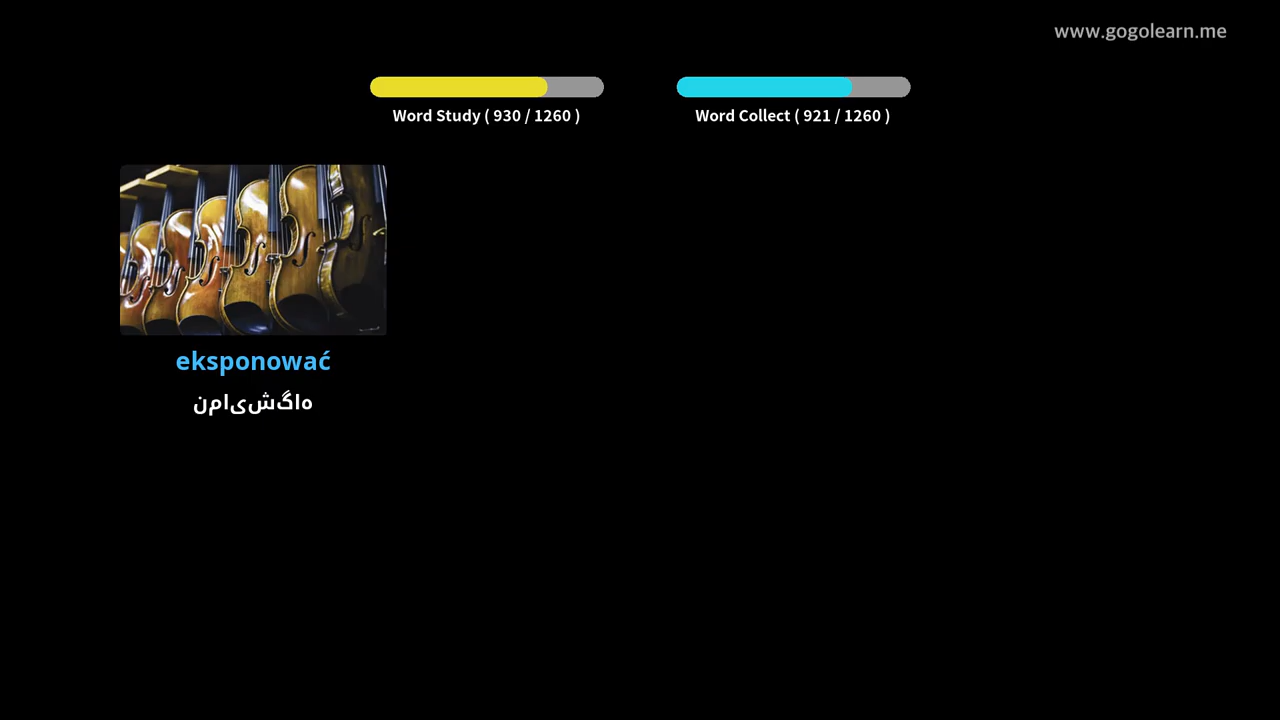 www.gogolearn.me
Word Study ( 930 / 1260 )
Word Collect ( 921 / 1260 )
eksponować
نمایشگاه